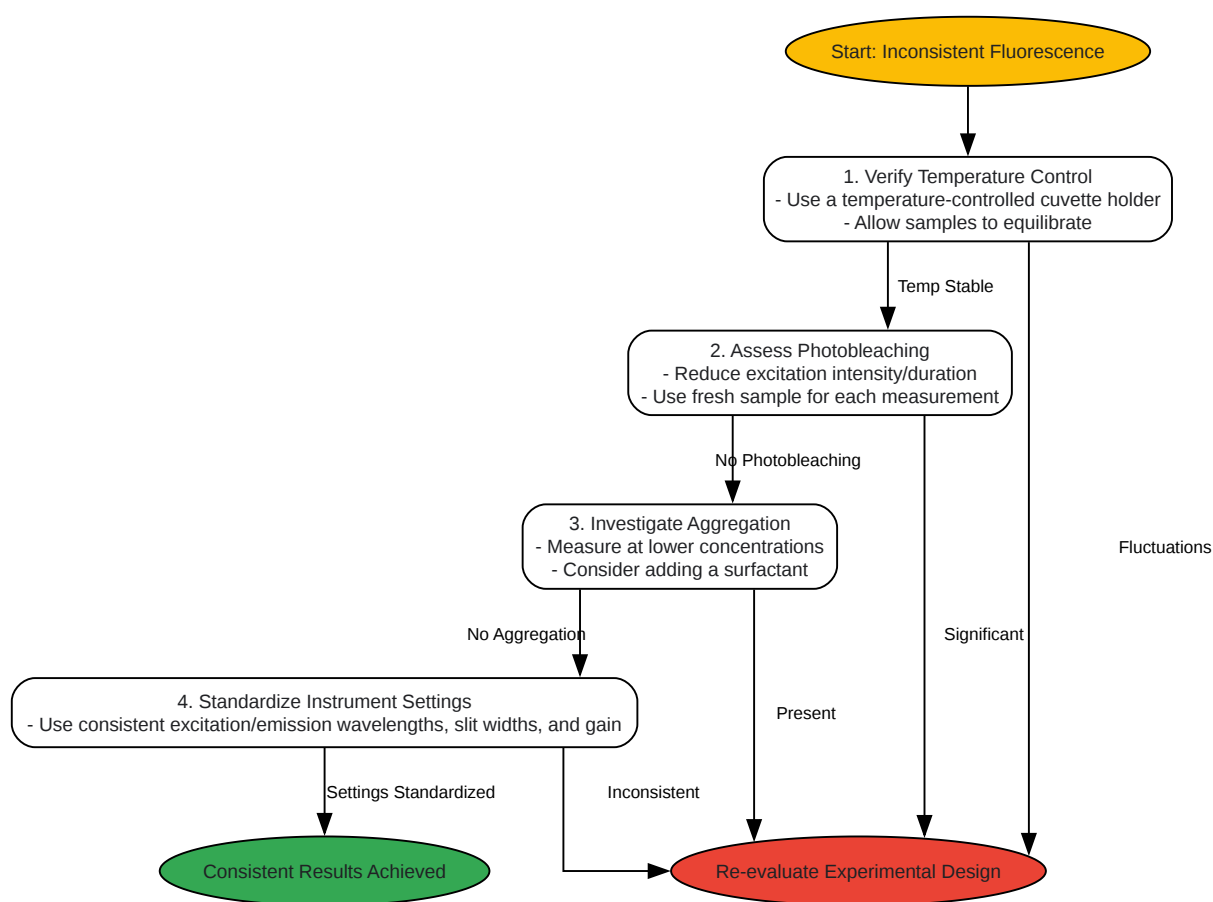 Start: Inconsistent Fluorescence
1. Verify Temperature Control
- Use a temperature-controlled cuvette holder
- Allow samples to equilibrate
Temp Stable
2. Assess Photobleaching
- Reduce excitation intensity/duration
- Use fresh sample for each measurement
No Photobleaching
3. Investigate Aggregation
- Measure at lower concentrations
- Consider adding a surfactant
Fluctuations
No Aggregation
Significant
4. Standardize Instrument Settings
- Use consistent excitation/emission wavelengths, slit widths, and gain
Present
Settings Standardized
Inconsistent
Consistent Results Achieved
Re-evaluate Experimental Design